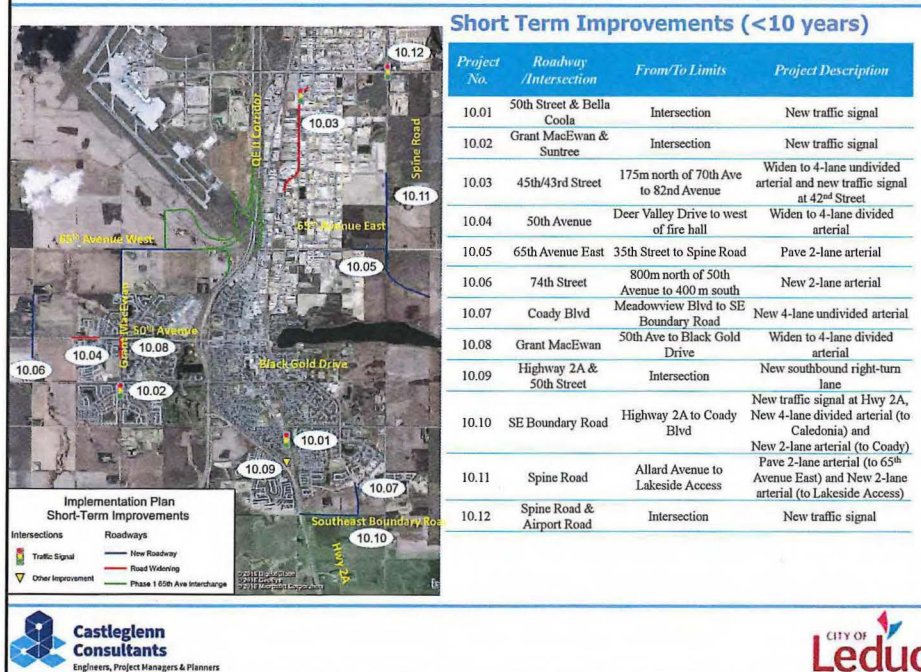 Short Term Improvements (<10 years)
Project No. Roadway /Intersection From/To Limits Project Description
10.01 50th Street & Bella Coola Intersection New traffic signal
10.02 Grant MacEwan & Suntree Intersection New traffic signal
10.03 45th/43rd Street 175m north of 70th Ave to 82nd Avenue Widen to 4-lane undivided arterial and new traffic signal at 42nd Street
10.04 50th Avenue Deer Valley Drive to west of fire hall Widen to 4-lane divided arterial
10.05 65th Avenue East 35th Street to Spine Road Pave 2-lane arterial
10.06 74th Street 800m north of 50th Avenue to 400 m south New 2-lane arterial
10.07 Coady Blvd Meadowview Blvd to SE Boundary Road New 4-lane undivided arterial
10.08 Grant MacEwan 50th Ave to Black Gold Drive Widen to 4-lane divided arterial
10.09 Highway 2A & 50th Street Intersection New southbound right-turn lane
10.10 SE Boundary Road Highway 2A to Coady Blvd New traffic signal at Hwy 2A, New 4-lane divided arterial (to Caledonia) and New 2-lane arterial (to Coady)
10.11 Spine Road Allard Avenue to Lakeside Access Pave 2-lane arterial (to 65th Avenue East) and New 2-lane arterial (to Lakeside Access)
10.12 Spine Road & Airport Road Intersection New traffic signal
10.12
QE II Corridor
10.03
Spine Road
10.11
65th Avenue East
65th Avenue West
10.05
Grant MacEwan
50th Avenue
10.04
10.08
Black Gold Drive
10.06
10.02
10.01
10.09
10.07
Southeast Boundary Roa
10.10
Hwy 2A
Implementation Plan
Short-Term Improvements
Intersections
Roadways
Traffic Signal
New Roadway
Road Widening
Other Improvement
Phase 1 65th Ave Interchange
© 2016 Microsoft Corporation
Castleglenn
Consultants
Engineers, Project Managers & Planners
CITY OF
Leduc